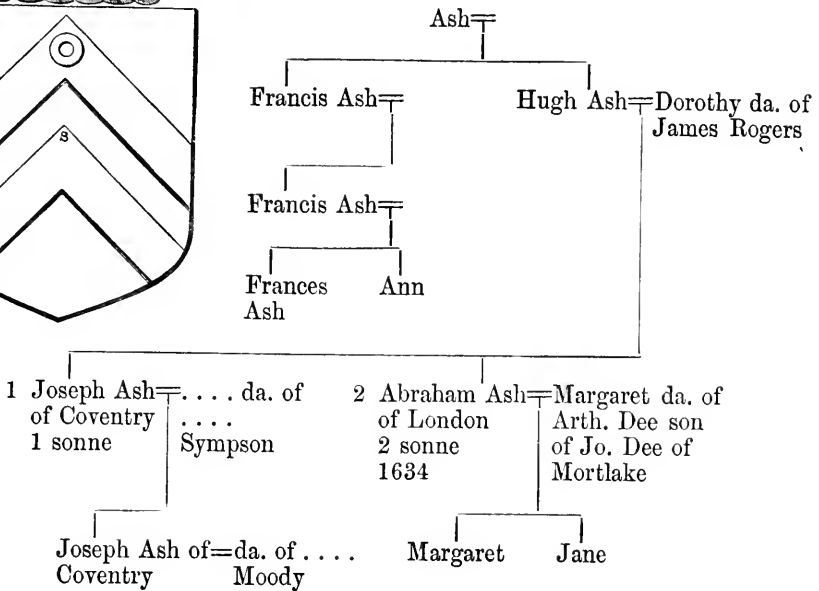 Ash
Francis Ash
Hugh Ash=Dorothy da. of
James Rogers
Francis Ash
Frances
Ash
Ann
1 Joseph Ash=.... da. of
of Coventry ....
1 sonne Sympson
2 Abraham Ash=Margaret da. of
of London Arth. Dee son
2 sonne of Jo. Dee of
1634 Mortlake
Joseph Ash of=da. of ....
Coventry Moody
Margaret
Jane
S